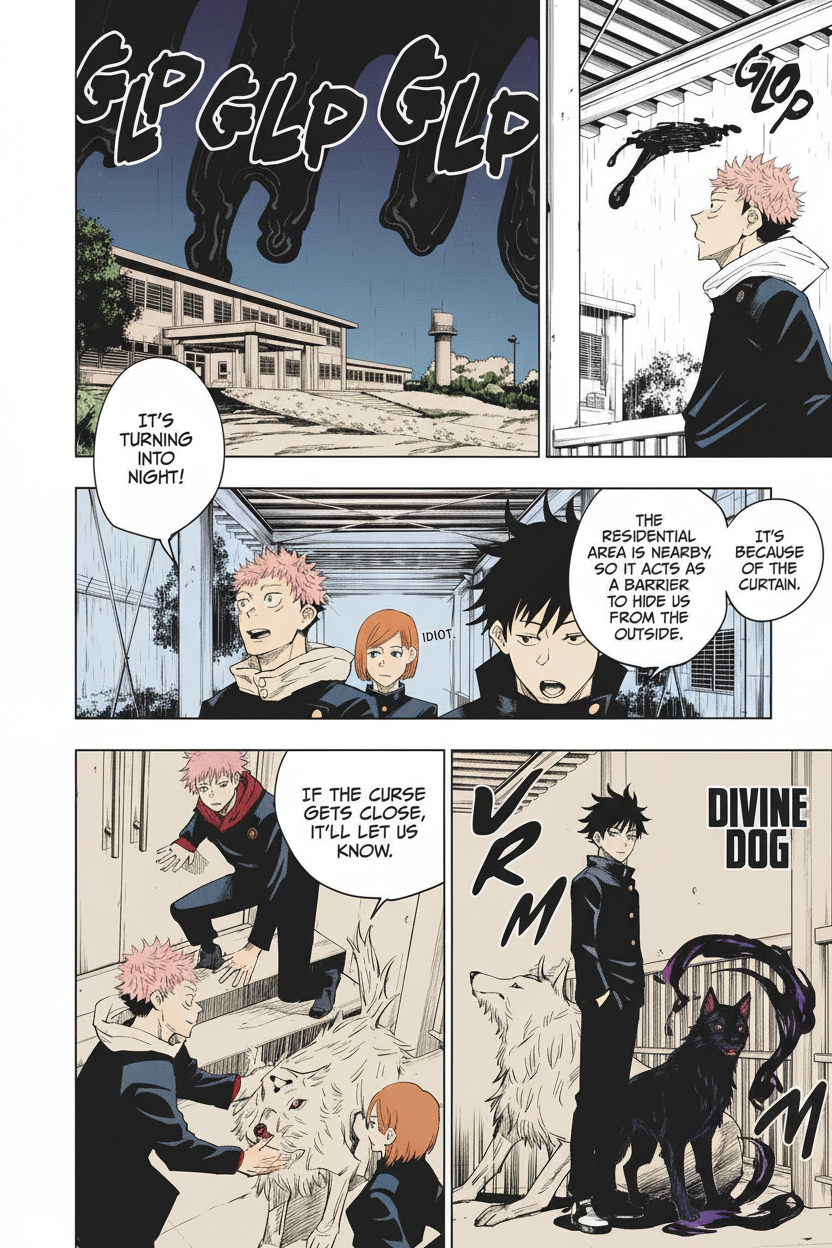 GLOP
GLP GLP GLP
IT'S
TURNING
INTO
NIGHT!
IT'S
BECAUSE
OF THE
CURTAIN.
THE
RESIDENTIAL
AREA IS NEARBY,
SO IT ACTS AS
A BARRIER
TO HIDE US
FROM THE
OUTSIDE.
IDIOT.
DIVINE
DOG
VRM
M
IF THE CURSE
GETS CLOSE,
IT'LL LET US
KNOW.